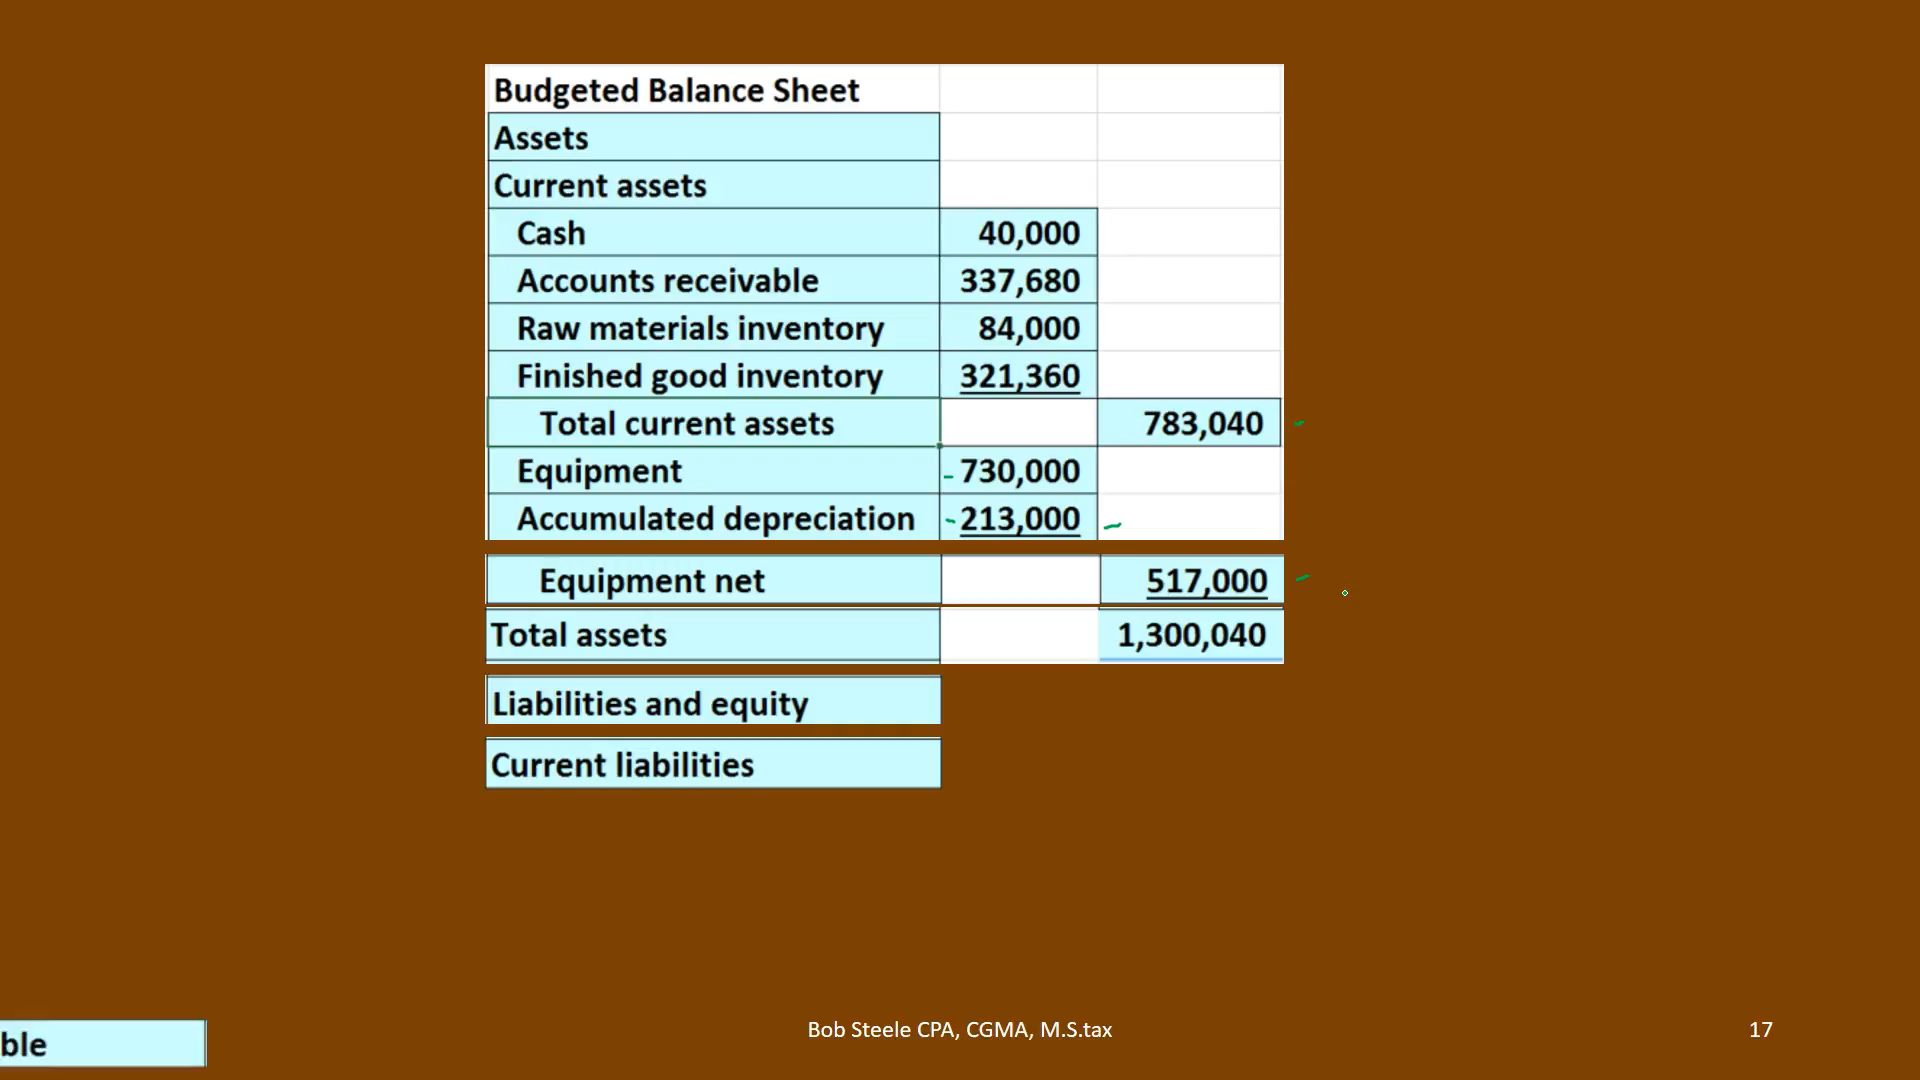 Budgeted Balance Sheet
Assets
Current assets
Cash 40,000
Accounts receivable 337,680
Raw materials inventory 84,000
Finished good inventory 321,360
Total current assets 783,040
Equipment 730,000
Accumulated depreciation 213,000
Equipment net 517,000
Total assets 1,300,040
Liabilities and equity
Current liabilities
ble
Bob Steele CPA, CGMA, M.S.tax
17